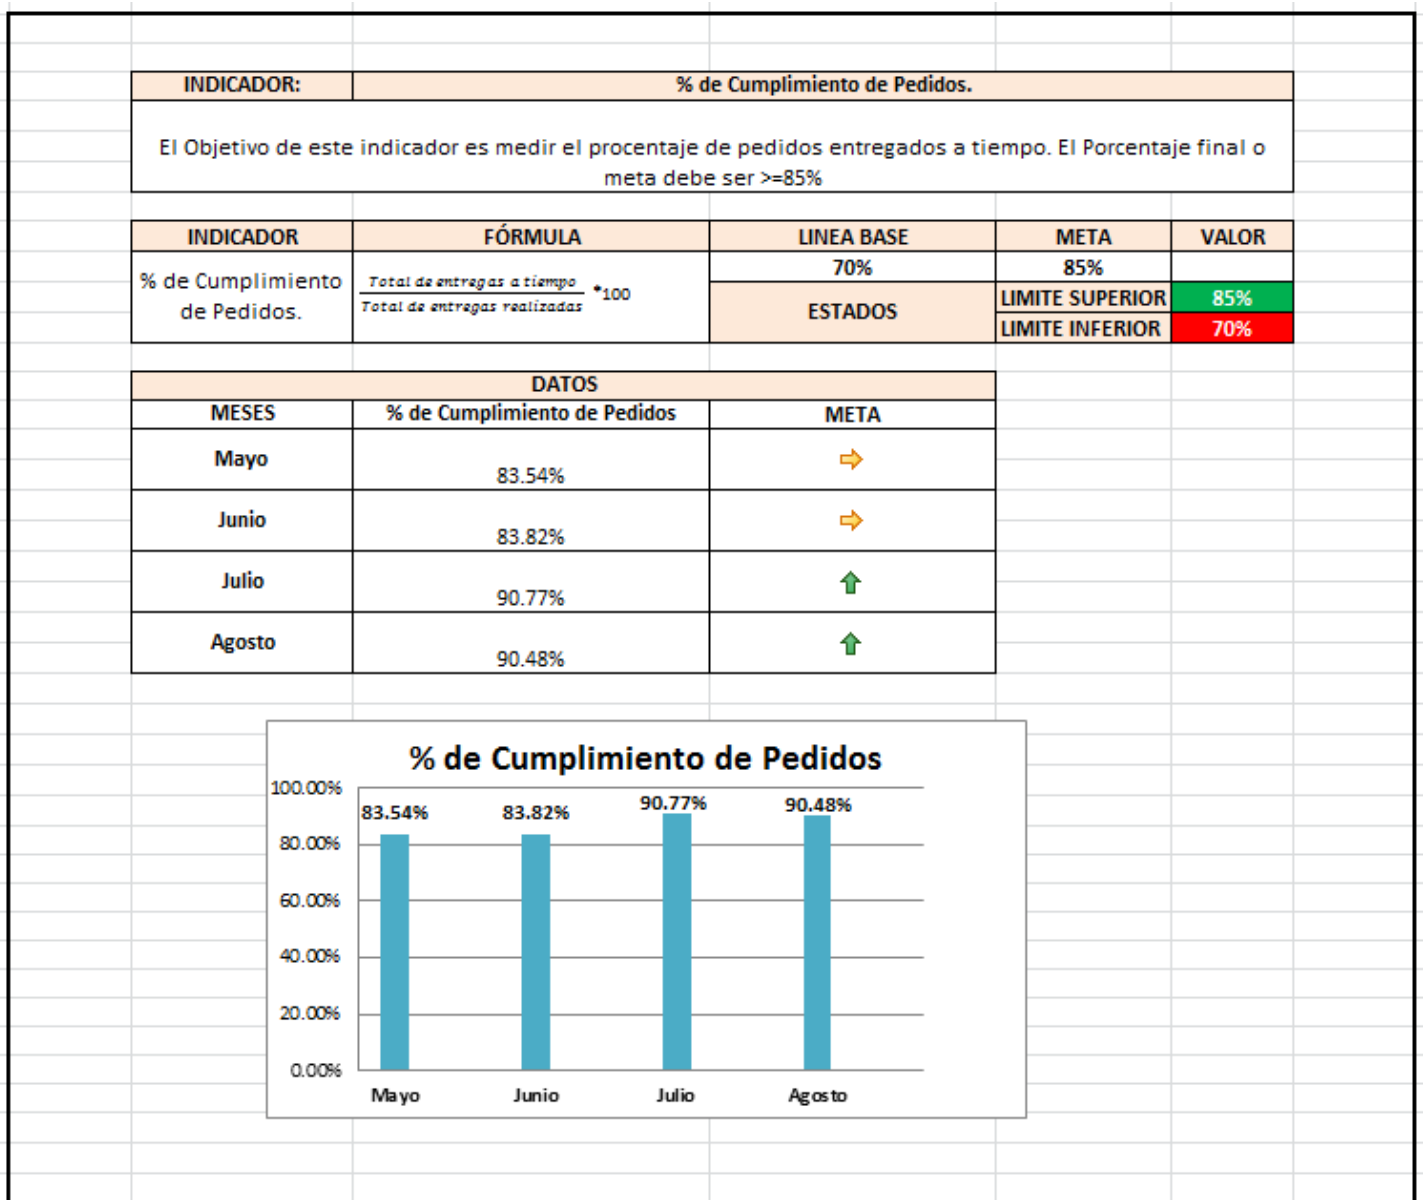 INDICADOR: % de Cumplimiento de Pedidos.
El Objetivo de este indicador es medir el procentaje de pedidos entregados a tiempo. El Porcentaje final o
meta debe ser >=85%
INDICADOR FÓRMULA LINEA BASE META VALOR
% de Cumplimiento
de Pedidos.
Total de entregas a tiempo
Total de entregas realizadas
*100
70% 85%
ESTADOS
LIMITE SUPERIOR 85%
LIMITE INFERIOR 70%
DATOS
MESES % de Cumplimiento de Pedidos META
Mayo 83.54%
Junio 83.82%
Julio 90.77%
Agosto 90.48%
% de Cumplimiento de Pedidos
100.00%
80.00%
60.00%
40.00%
20.00%
0.00%
83.54% 83.82% 90.77% 90.48%
Mayo Junio Julio Agosto